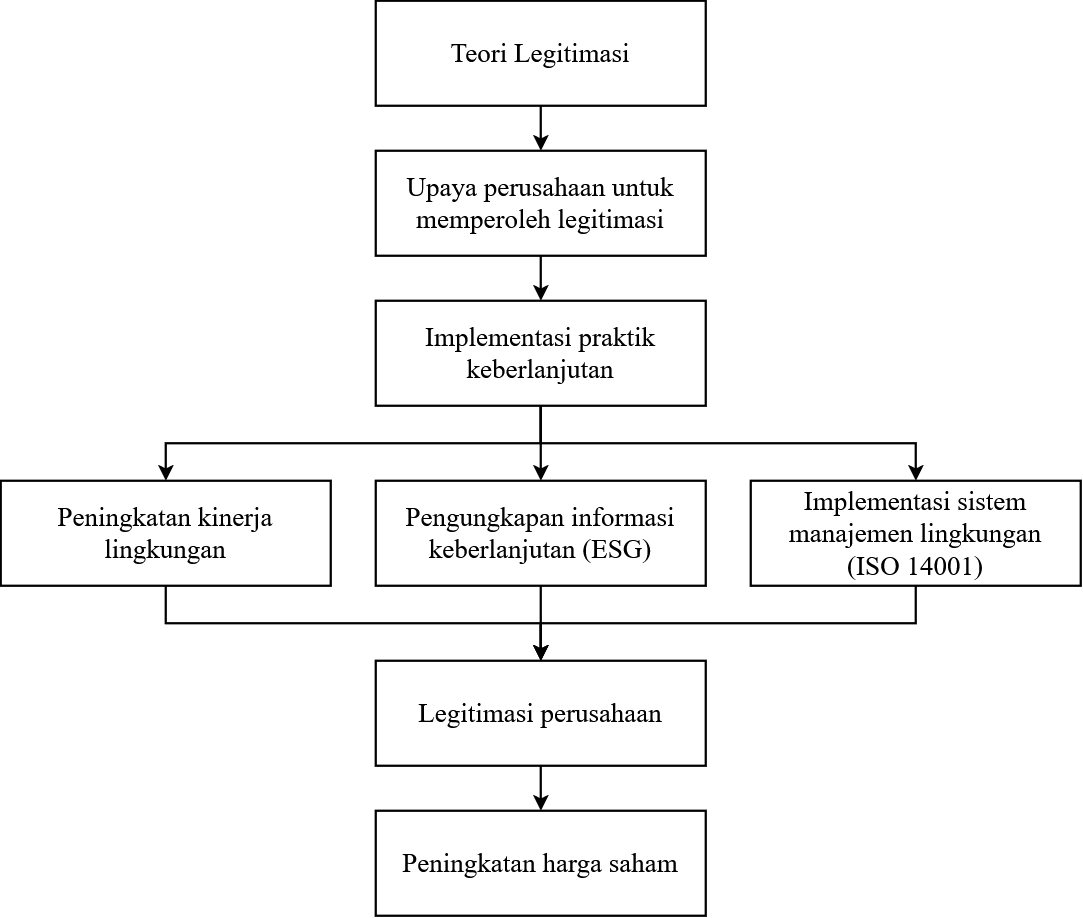 Teori Legitimasi
Upaya perusahaan untuk
memperoleh legitimasi
Implementasi praktik
keberlanjutan
Peningkatan kinerja
lingkungan
Pengungkapan informasi
keberlanjutan (ESG)
Implementasi sistem
manajemen lingkungan
(ISO 14001)
Legitimasi perusahaan
Peningkatan harga saham